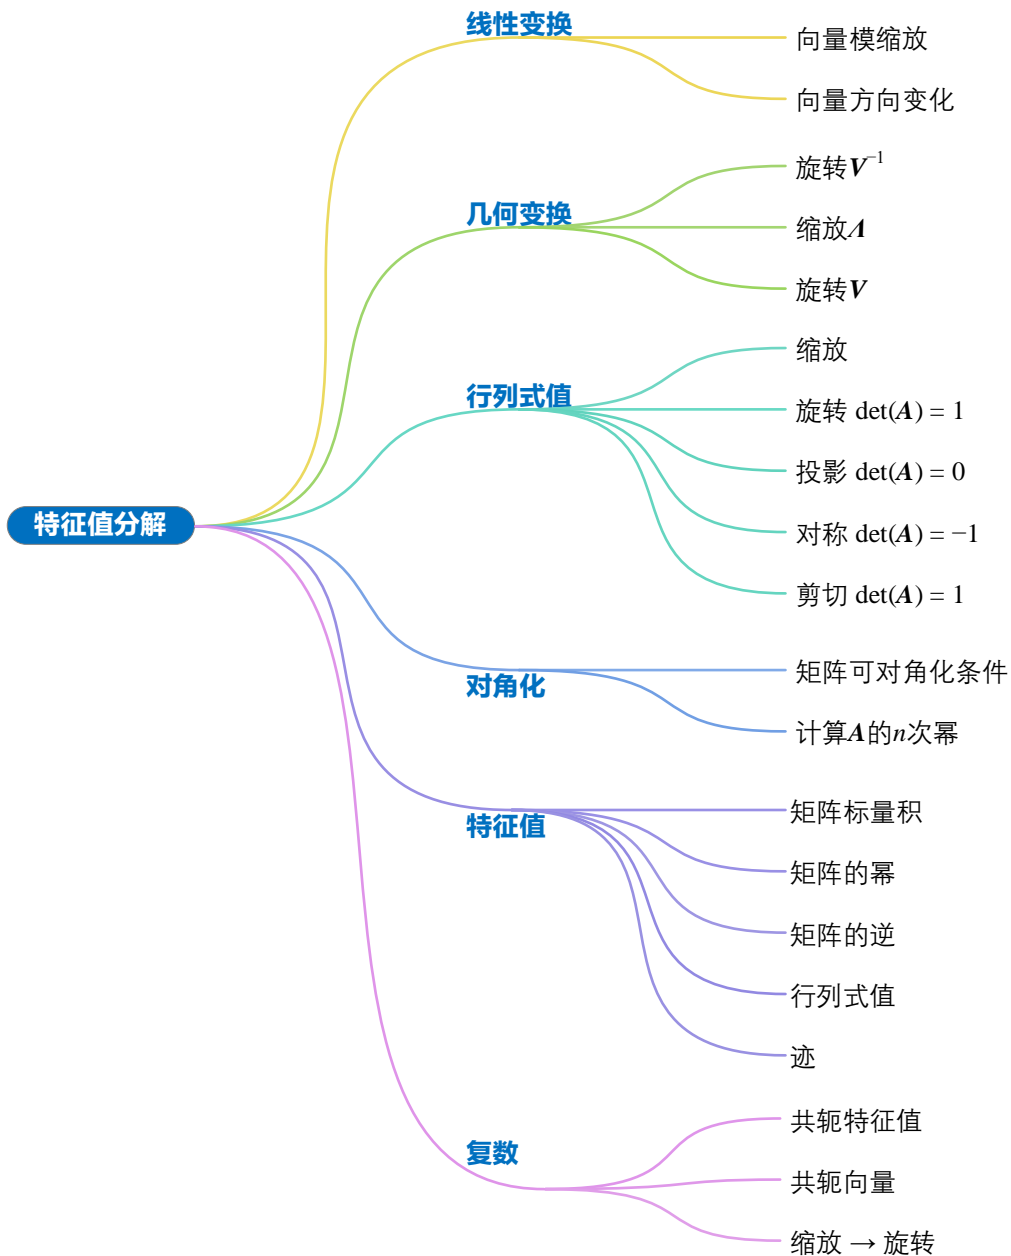 特征值分解
线性变换
向量模缩放
向量方向变化
几何变换
旋转V⁻¹
缩放Λ
旋转V
行列式值
缩放
旋转 det(A) = 1
投影 det(A) = 0
对称 det(A) = −1
剪切 det(A) = 1
对角化
矩阵可对角化条件
计算A的n次幂
特征值
矩阵标量积
矩阵的幂
矩阵的逆
行列式值
迹
复数
共轭特征值
共轭向量
缩放 → 旋转